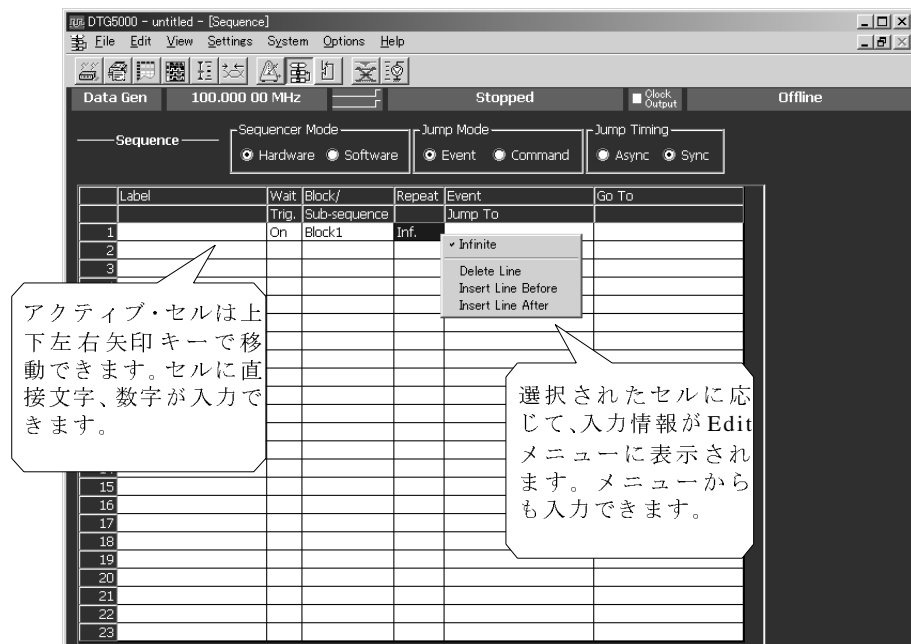 DTG5000 - untitled - [Sequence]
File Edit View Settings System Options Help
Data Gen 100.000 00 MHz Stopped Clock Output Offline
Sequence
Sequencer Mode
Hardware Software
Jump Mode
Event Command
Jump Timing
Async Sync
Label Wait Block/ Repeat Event Go To
Trig. Sub-sequence Jump To
1 On Block1 Inf.
2
3
✓ Infinite
Delete Line
Insert Line Before
Insert Line After
アクティブ・セルは上
下左右矢印キーで移
動できます。セルに直
接文字、数字が入力で
きます。
選択されたセルに応
じて、入力情報がEdit
メニューに表示され
ます。メニューから
も入力できます。
15
16
17
18
19
20
21
22
23